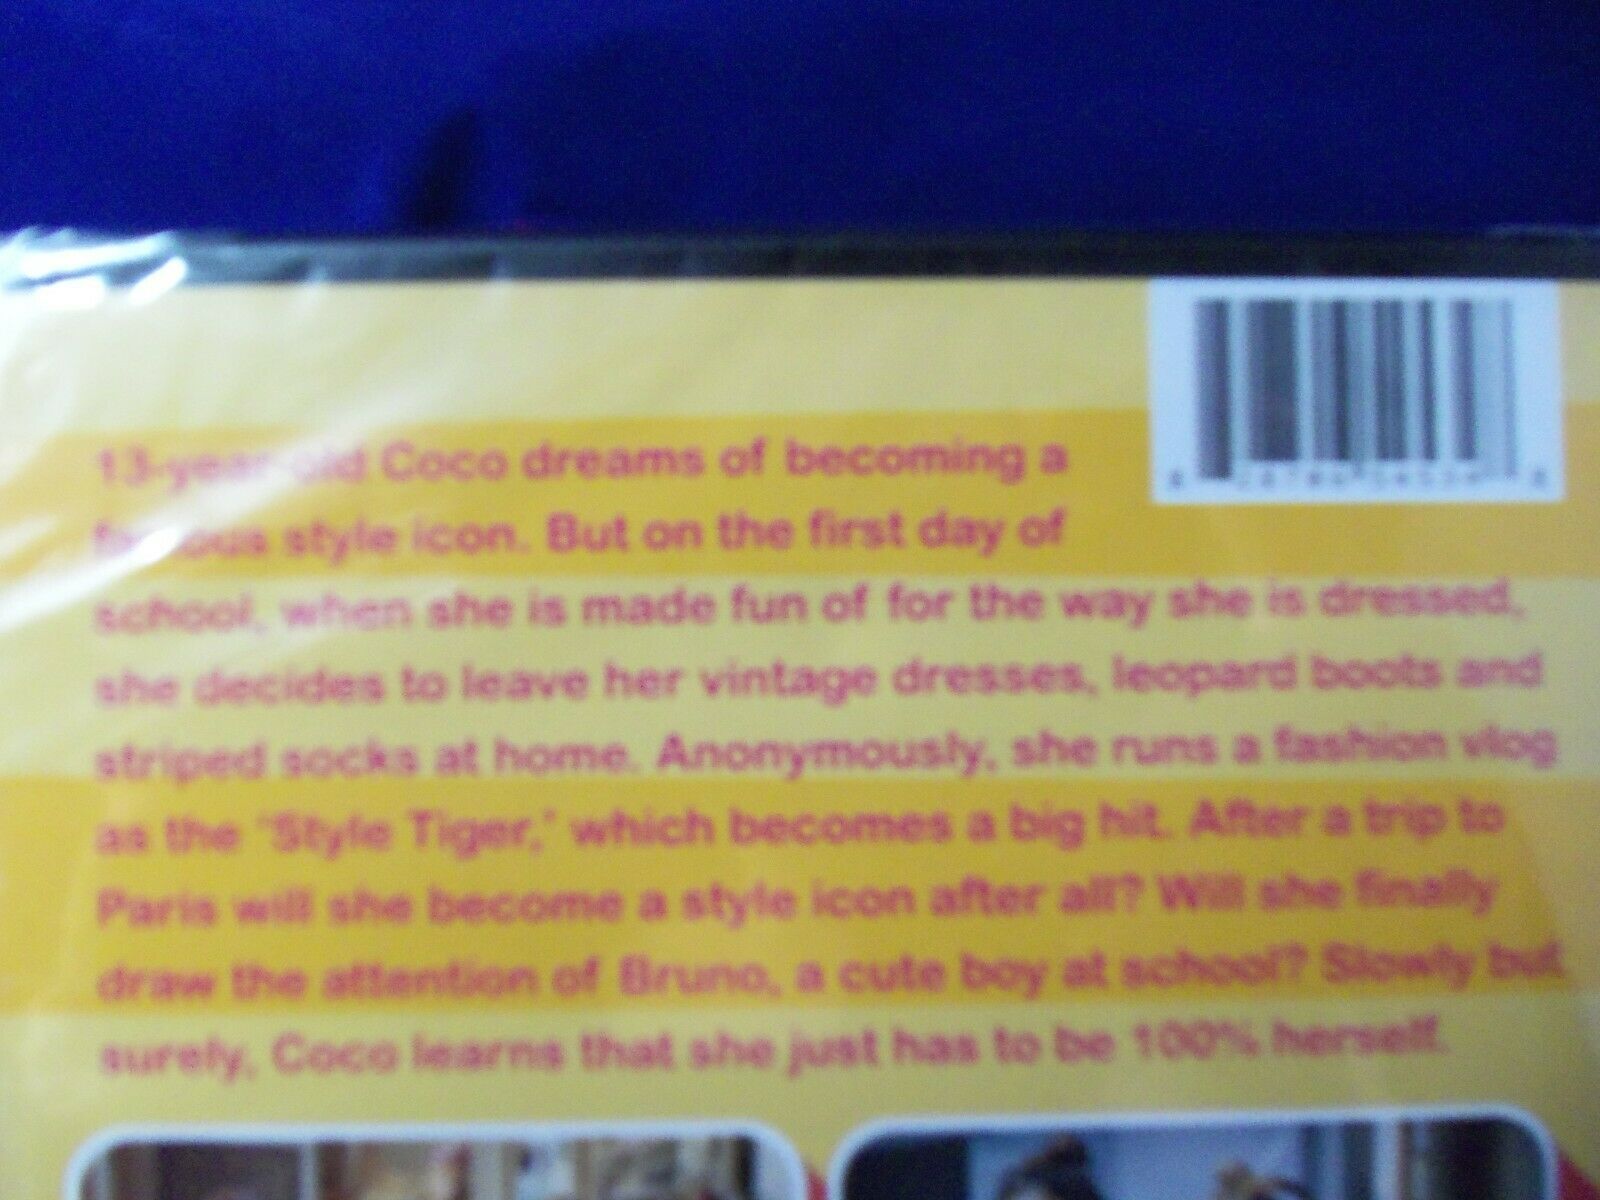 13-year-old Coco dreams of becoming a
famous style icon. But on the first day of
school, when she is made fun of for the way she is dressed,
she decides to leave her vintage dresses, leopard boots and
striped socks at home. Anonymously, she runs a fashion vlog
as the 'Style Tiger,' which becomes a big hit. After a trip to
Paris will she become a style icon after all? Will she finally
draw the attention of Bruno, a cute boy at school? Slowly but
surely, Coco learns that she just has to be 100% herself.